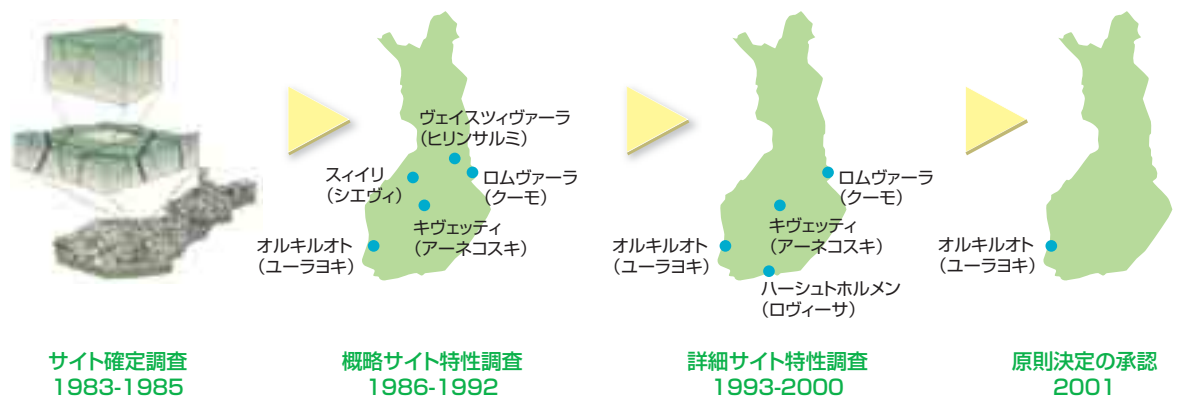 ヴェイスツィヴァーラ
(ヒリンサルミ)
スィイリ
(シエヴィ)
ロムヴァーラ
(クーモ)
キヴェッティ
(アーネコスキ)
オルキルオト
(ユーラヨキ)
ロムヴァーラ
(クーモ)
キヴェッティ
(アーネコスキ)
オルキルオト
(ユーラヨキ)
ハーシュトホルメン
(ロヴィーサ)
オルキルオト
(ユーラヨキ)
サイト確定調査
1983-1985
概略サイト特性調査
1986-1992
詳細サイト特性調査
1993-2000
原則決定の承認
2001